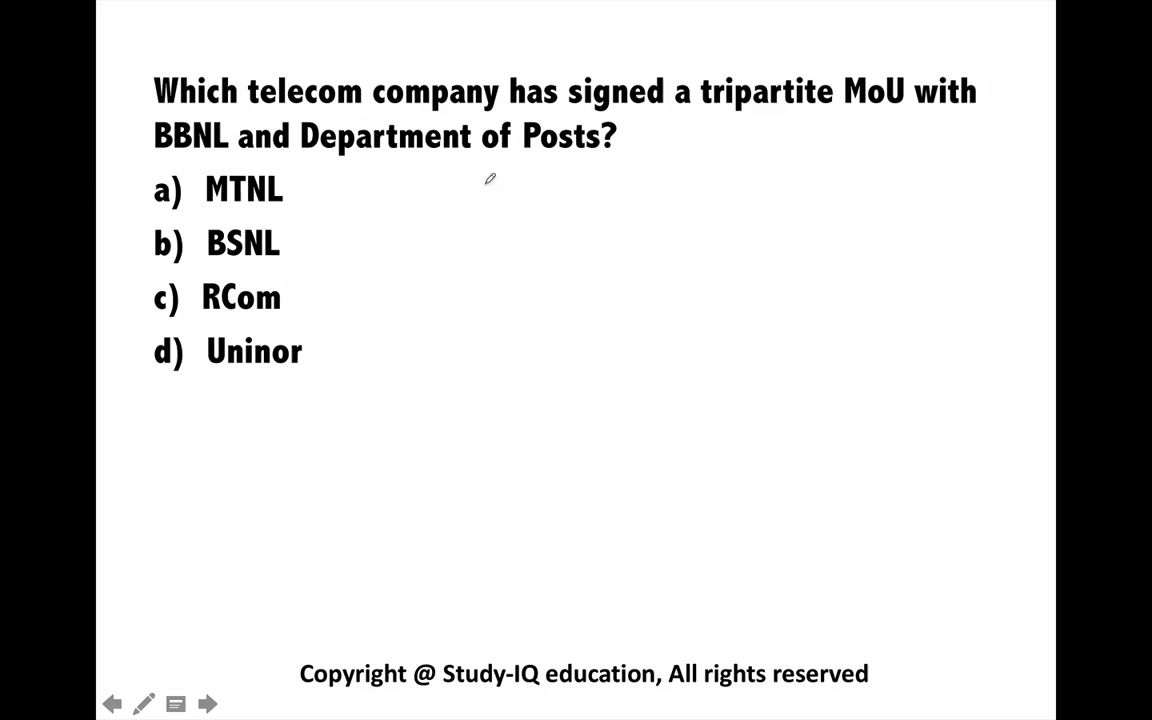 Which telecom company has signed a tripartite MoU with
BBNL and Department of Posts?
a) MTNL
b) BSNL
c) RCom
d) Uninor
Copyright @ Study-IQ education, All rights reserved